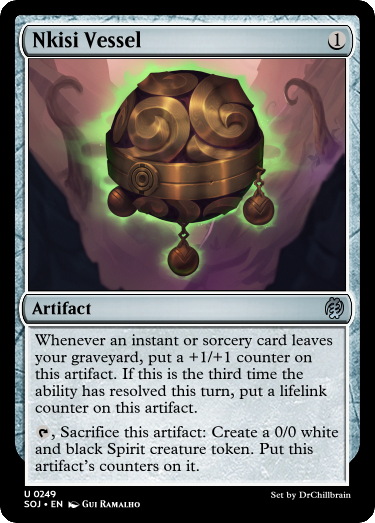 Nkisi Vessel 1
Artifact
Whenever an instant or sorcery card leaves
your graveyard, put a +1/+1 counter on
this artifact. If this is the third time the
ability has resolved this turn, put a lifelink
counter on this artifact.
, Sacrifice this artifact: Create a 0/0 white
and black Spirit creature token. Put this
artifact's counters on it.
U 0249
SOJ • EN Gui Ramalho
Set by DrChillbrain